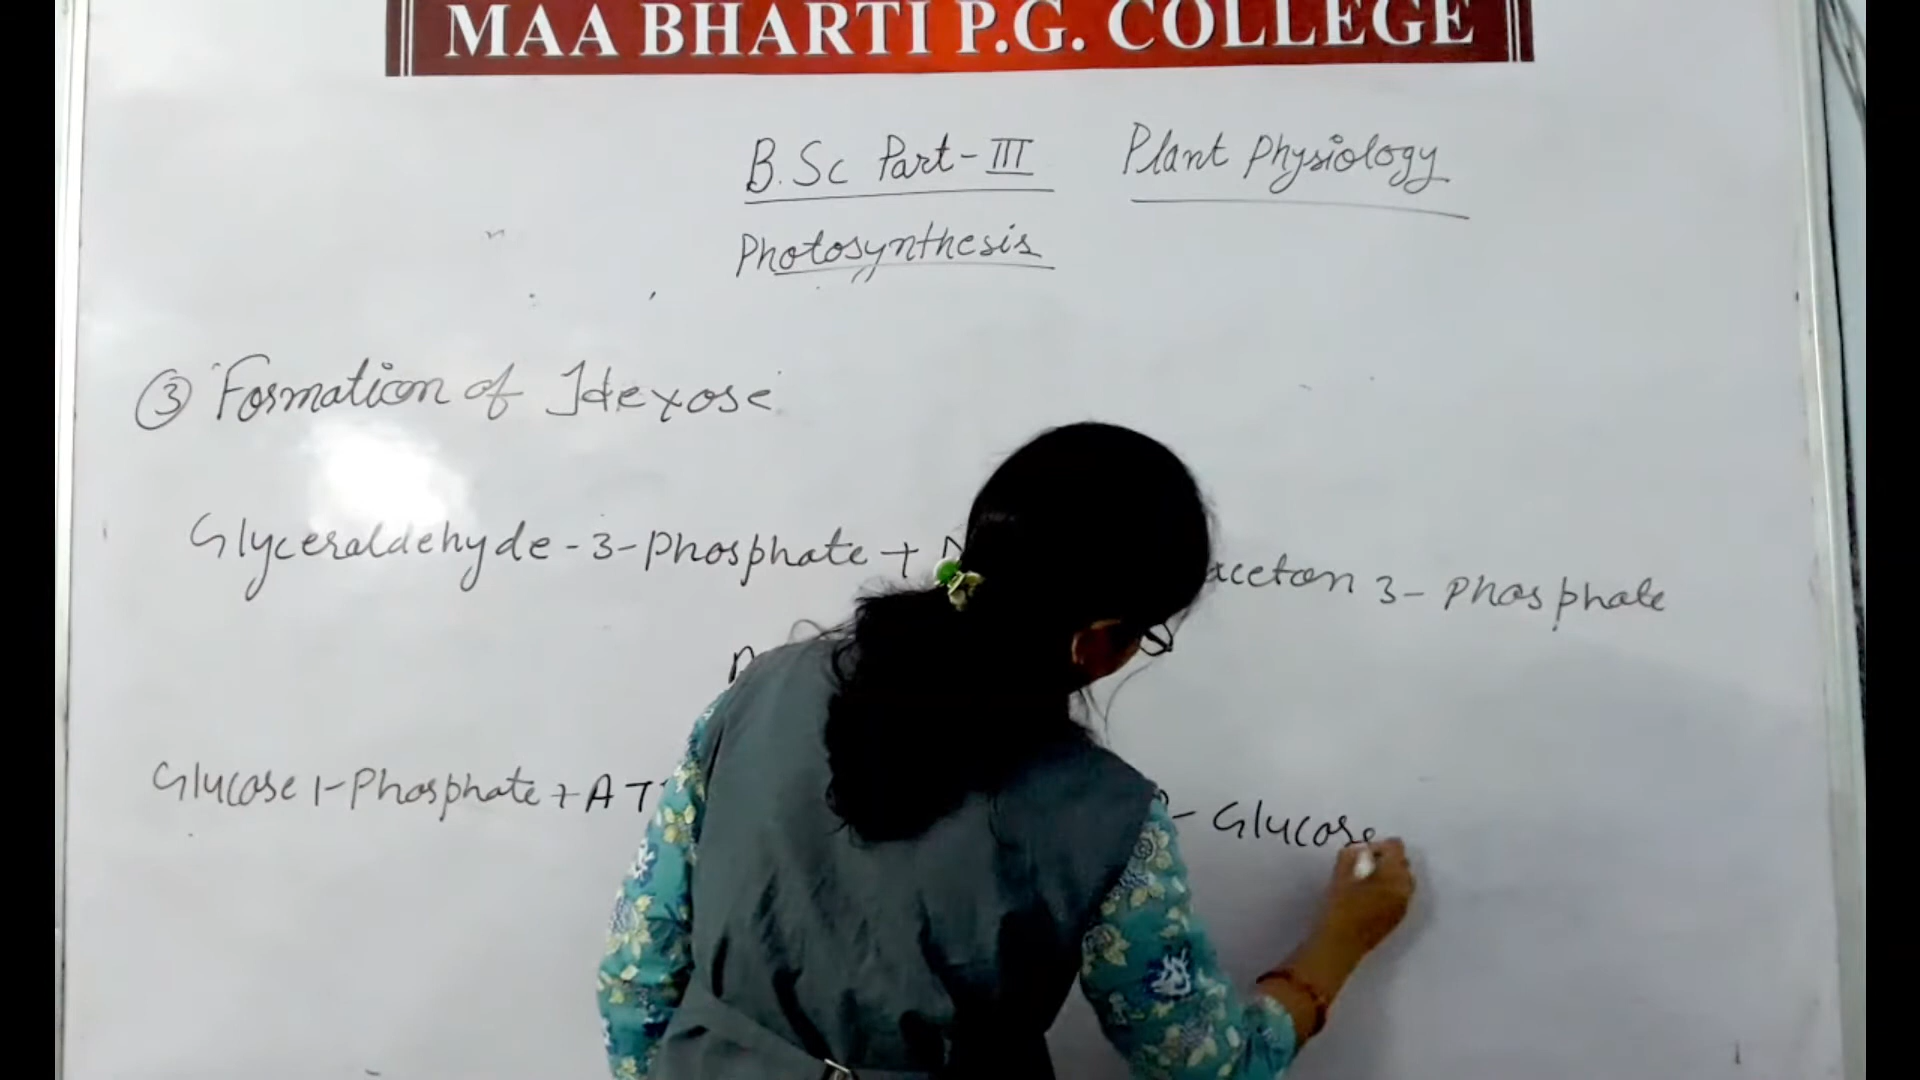 MAA BHARTI P.G. COLLEGE
B.Sc Part-III Plant Physiology
Photosynthesis
③ Formation of Hexose
Glyceraldehyde-3-phosphate + 3-phosphate
Glucose 1-Phosphate + - Glucose